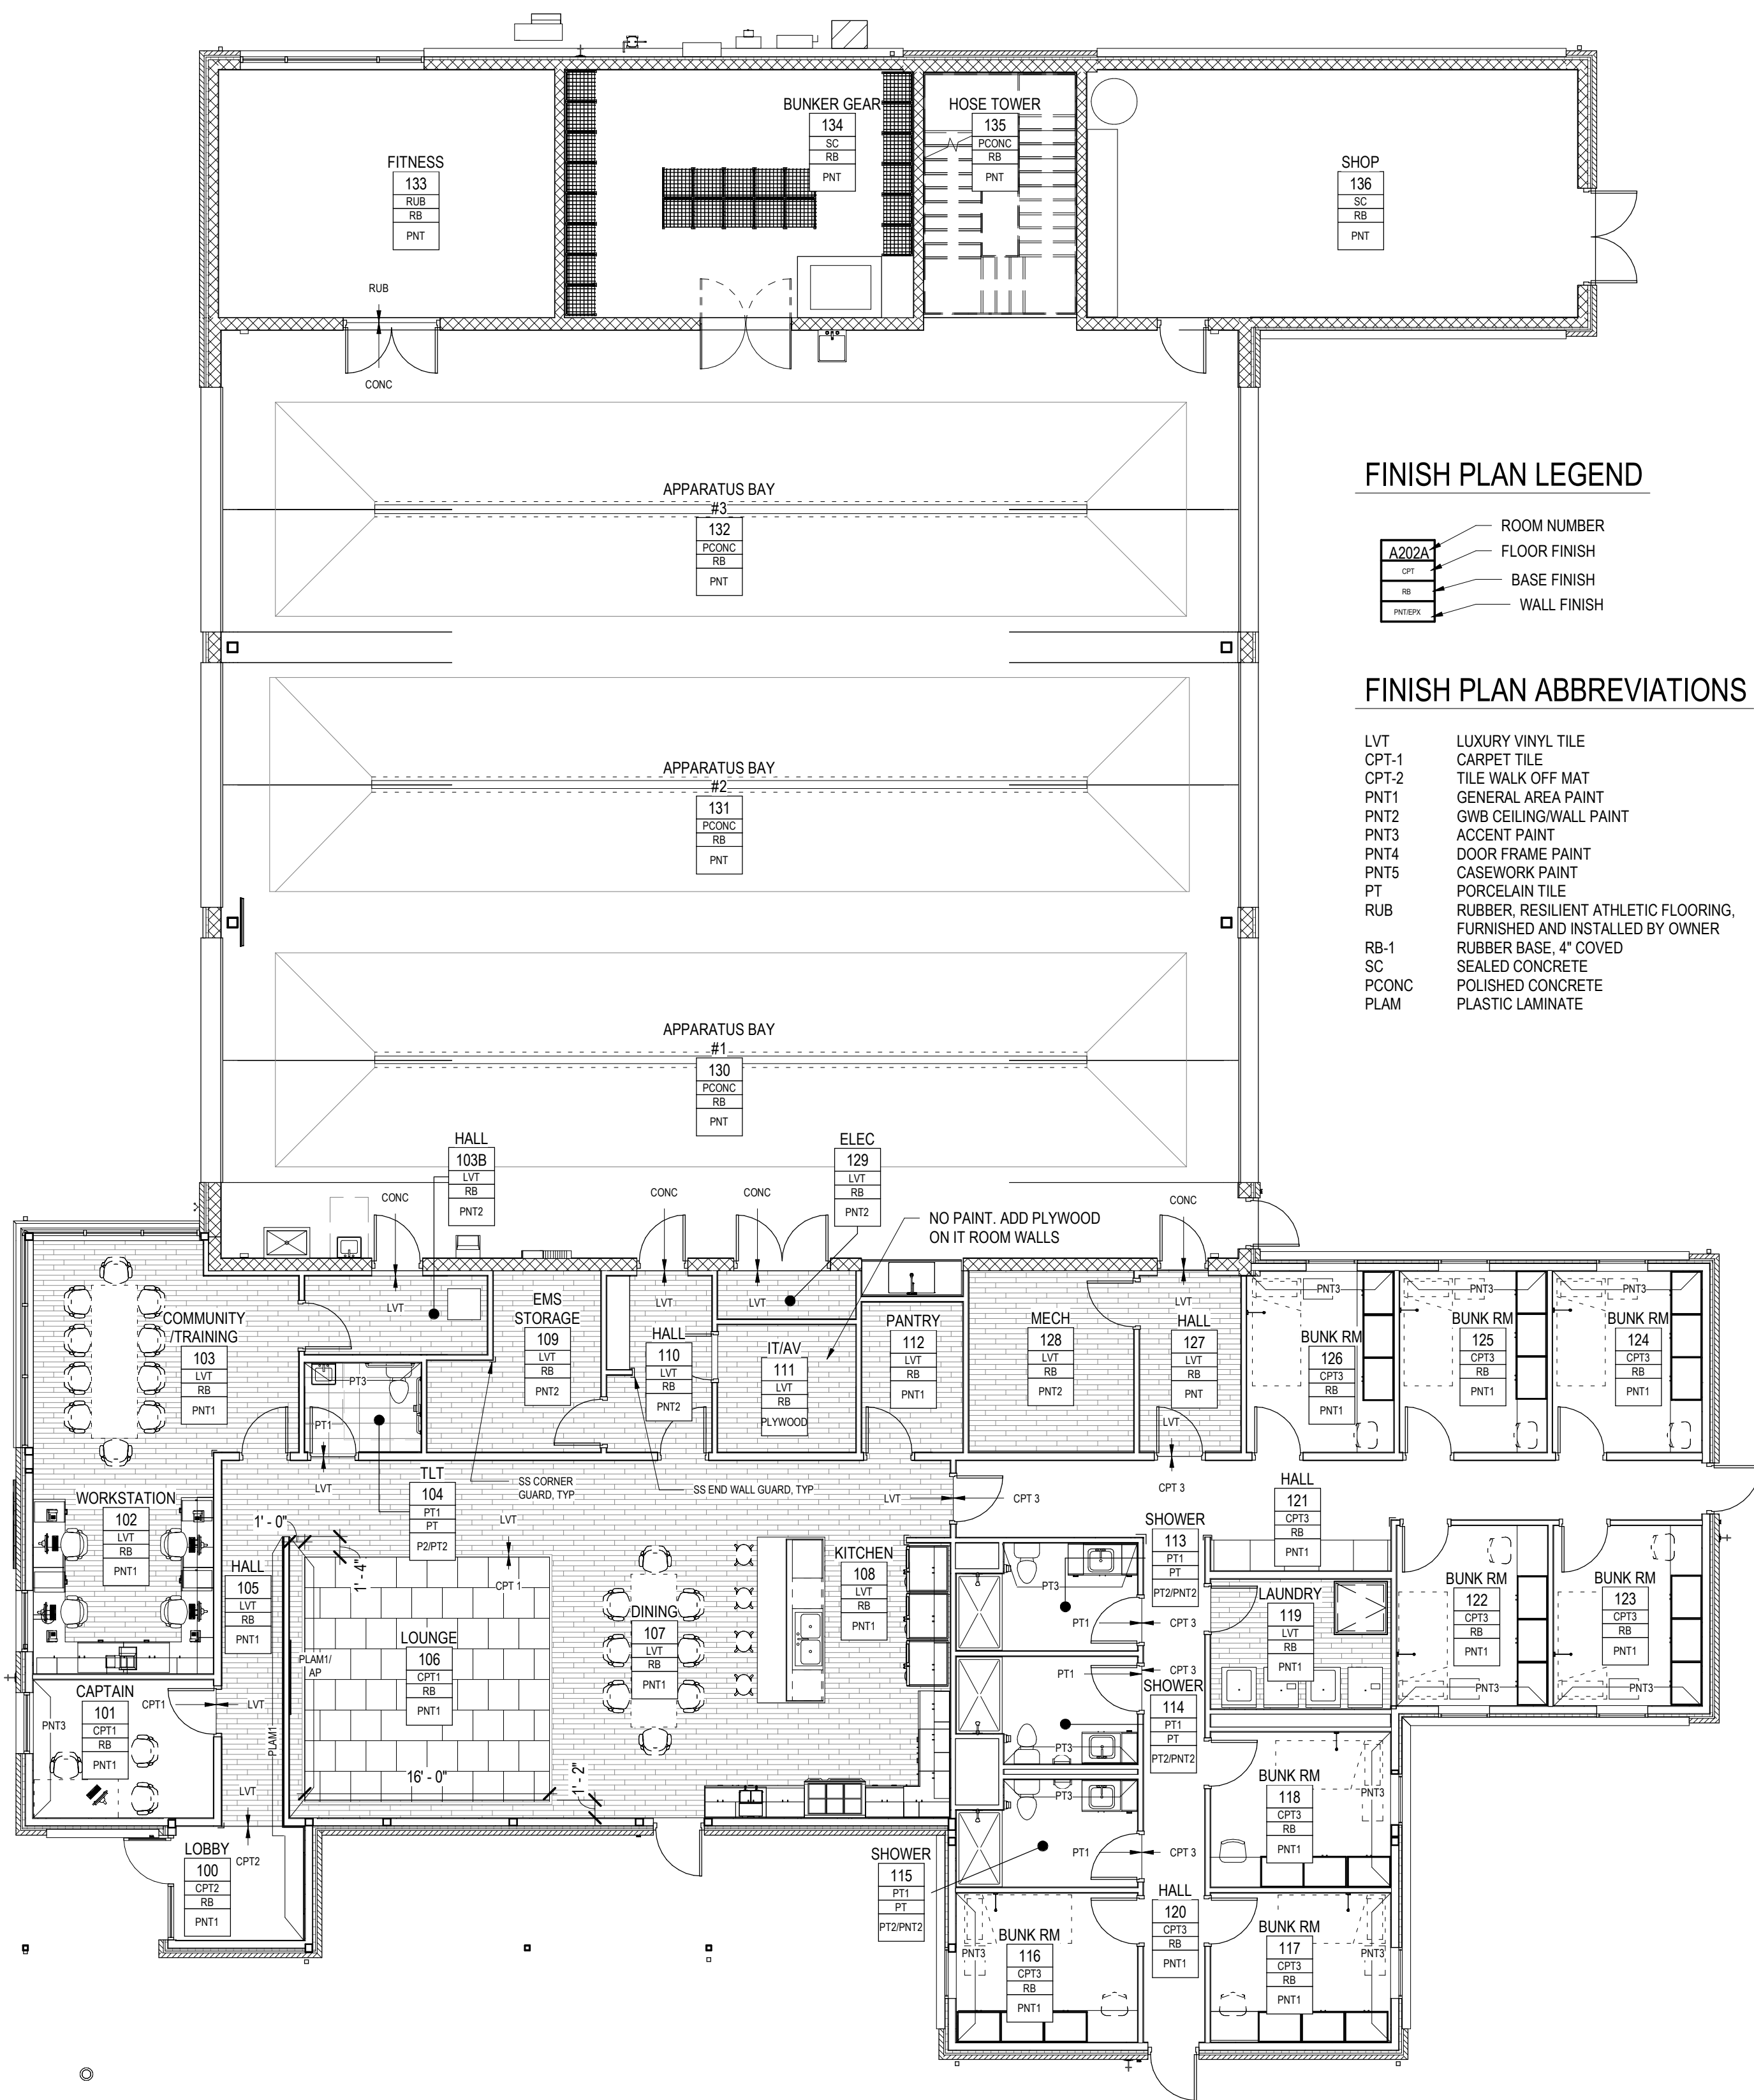 BUNKER GEAR
134
SC
RB
PNT
HOSE TOWER
135
PCONC
RB
PNT
FITNESS
133
RUB
RB
PNT
SHOP
136
SC
RB
PNT
RUB
CONC
FINISH PLAN LEGEND
A202A
CPT
RB
PNT/EPX
ROOM NUMBER
FLOOR FINISH
BASE FINISH
WALL FINISH
APPARATUS BAY
#3
132
PCONC
RB
PNT
FINISH PLAN ABBREVIATIONS
LVT LUXURY VINYL TILE
CPT-1 CARPET TILE
CPT-2 TILE WALK OFF MAT
PNT1 GENERAL AREA PAINT
PNT2 GWB CEILING/WALL PAINT
PNT3 ACCENT PAINT
PNT4 DOOR FRAME PAINT
PNT5 CASEWORK PAINT
PT PORCELAIN TILE
RUB RUBBER, RESILIENT ATHLETIC FLOORING,
FURNISHED AND INSTALLED BY OWNER
RB-1 RUBBER BASE, 4" COVED
SC SEALED CONCRETE
PCONC POLISHED CONCRETE
PLAM PLASTIC LAMINATE
APPARATUS BAY
#2
131
PCONC
RB
PNT
APPARATUS BAY
#1
130
PCONC
RB
PNT
HALL
103B
LVT
RB
PNT2
ELEC
129
LVT
RB
PNT2
CONC
CONC
CONC
CONC
NO PAINT. ADD PLYWOOD
ON IT ROOM WALLS
COMMUNITY
/TRAINING
103
LVT
RB
PNT1
LVT
EMS
STORAGE
109
LVT
RB
PNT2
LVT
HALL
110
LVT
RB
PNT2
LVT
IT/AV
111
LVT
RB
PLYWOOD
PANTRY
112
LVT
RB
PNT1
MECH
128
LVT
RB
PNT2
LVT
HALL
127
LVT
RB
PNT
LVT
PNT3
BUNK RM
126
CPT3
RB
PNT1
PNT3
BUNK RM
125
CPT3
RB
PNT1
PNT3
BUNK RM
124
CPT3
RB
PNT1
PT3
PT1
LVT
TLT
104
PT1
PT
P2/PT2
SS CORNER
GUARD, TYP
SS END WALL GUARD, TYP
LVT
CPT 3
CPT 3
WORKSTATION
102
LVT
RB
PNT1
1' - 0"
1' - 4"
LVT
CPT 1
HALL
105
LVT
RB
PNT1
PLAM1/
AP
LOUNGE
106
CPT1
RB
PNT1
DINING
107
LVT
RB
PNT1
KITCHEN
108
LVT
RB
PNT1
SHOWER
113
PT1
PT
PT2/PNT2
PT3
PT1
CPT 3
HALL
121
CPT3
RB
PNT1
LAUNDRY
119
LVT
RB
PNT1
BUNK RM
122
CPT3
RB
PNT1
PNT3
BUNK RM
123
CPT3
RB
PNT1
PNT3
CAPTAIN
101
CPT1
RB
PNT1
PNT3
CPT1
LVT
PLAM1
LVT
16' - 0"
1' - 2"
PT1
CPT 3
SHOWER
114
PT1
PT
PT2/PNT2
PT3
PT3
BUNK RM
118
CPT3
RB
PNT1
PNT3
LOBBY
100
CPT2
RB
PNT1
CPT2
SHOWER
115
PT1
PT
PT2/PNT2
PT1
CPT 3
HALL
120
CPT3
RB
PNT1
BUNK RM
116
CPT3
RB
PNT1
PNT3
BUNK RM
117
CPT3
RB
PNT1
PNT3